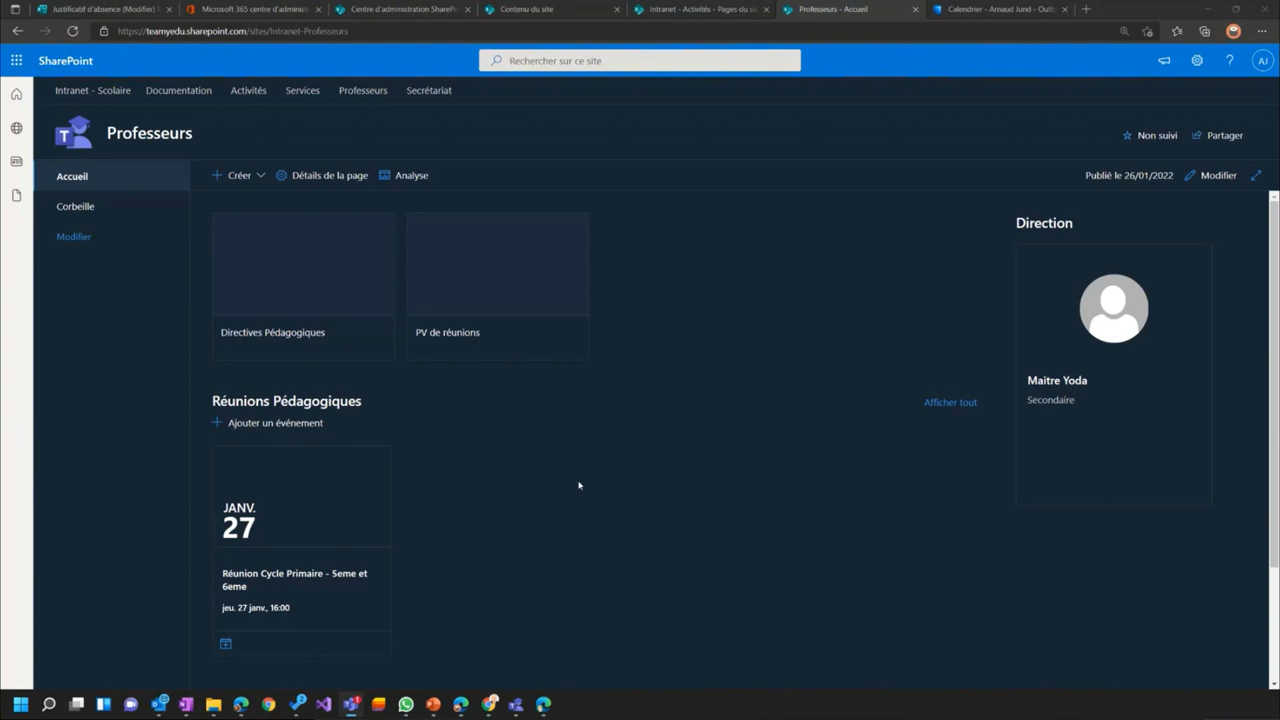 Justificatif d'absence (Modifier)
Microsoft 365 centre d'administ
Centre d'administration SharePo
Contenu du site
Intranet - Activités - Pages du si
Professeurs - Accueil
Calendrier - Arnaud Jund - Outl
https://teamyedu.sharepoint.com/sites/Intranet-Professeurs
SharePoint
Rechercher sur ce site
AJ
Intranet - Scolaire Documentation Activités Services Professeurs Secrétariat
T Professeurs
Non suivi Partager
Accueil
Créer Détails de la page Analyse
Publié le 26/01/2022 Modifier
Corbeille
Modifier
Direction
Directives Pédagogiques
PV de réunions
Maitre Yoda
Secondaire
Réunions Pédagogiques
Afficher tout
Ajouter un événement
JANV.
27
Réunion Cycle Primaire - 5eme et
6eme
jeu. 27 janv., 16:00